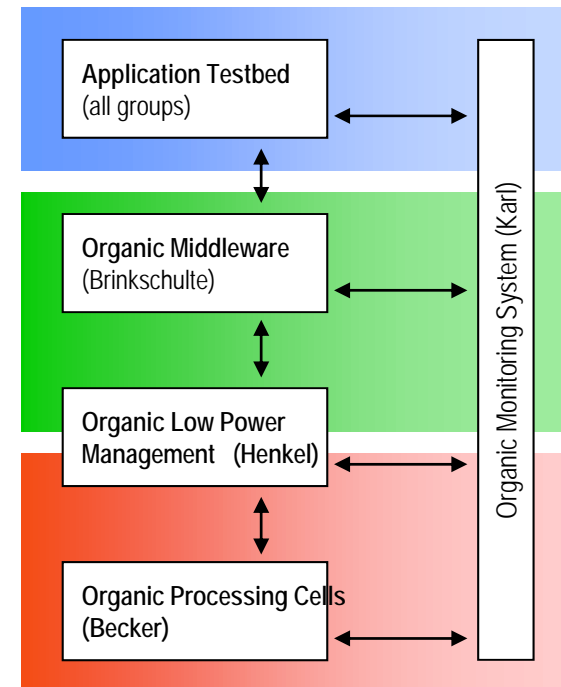 Application Testbed
(all groups)
Organic Middleware
(Brinkschulte)
Organic Low Power
Management (Henkel)
Organic Processing Cells
(Becker)
Organic Monitoring System (Karl)